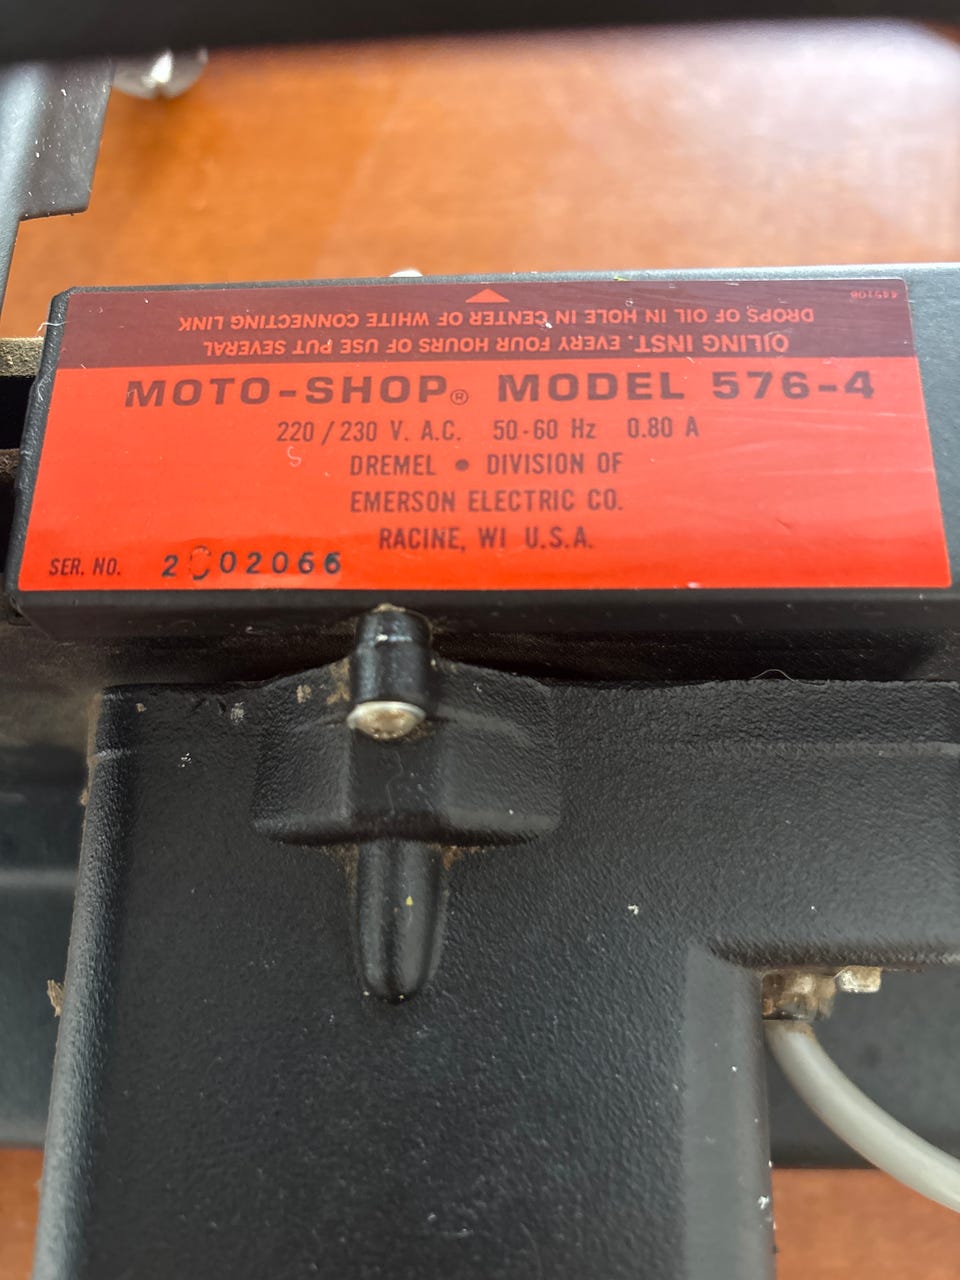 445106
OILING INST. EVERY FOUR HOURS OF USE PUT SEVERAL
DROPS OF OIL IN HOLE IN CENTER OF WHITE CONNECTING LINK
MOTO-SHOP® MODEL 576-4
220/230 V. A.C. 50-60 Hz 0.80 A
DREMEL • DIVISION OF
EMERSON ELECTRIC CO.
RACINE, WI U.S.A.
SER. NO.